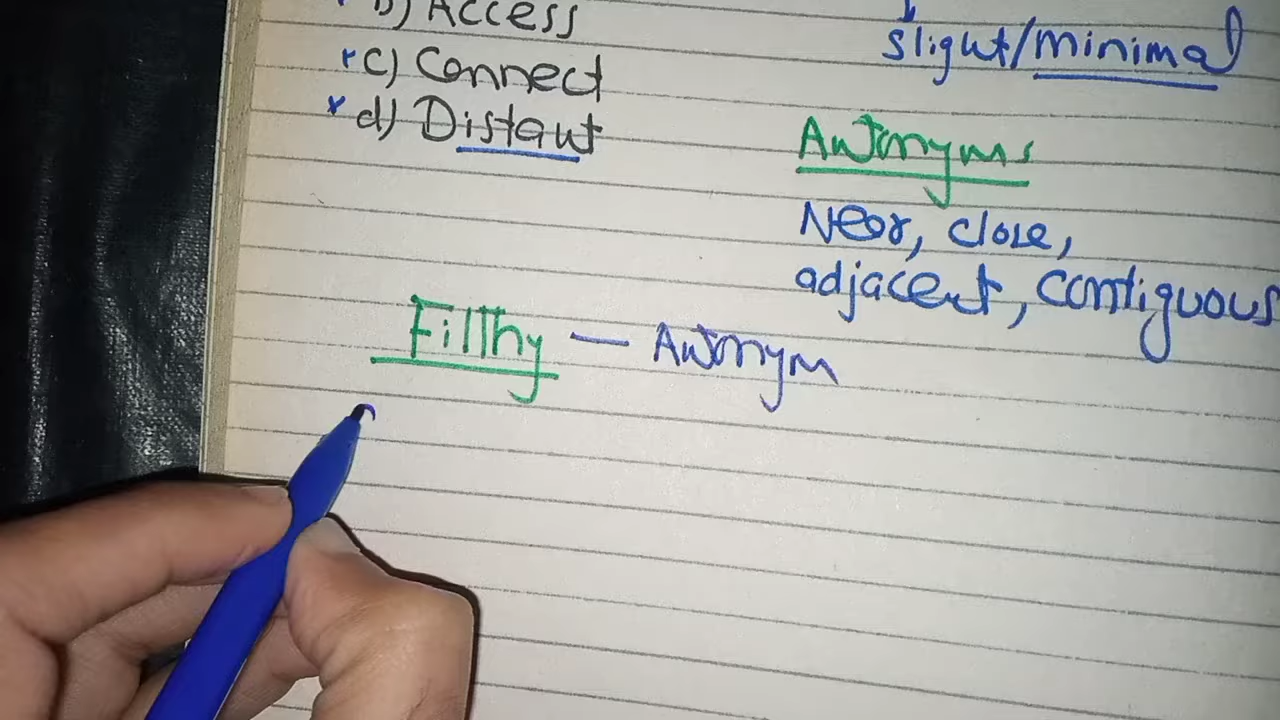 b) Access
c) Connect
d) Distant
slight/minimal
Antonyms
Near, close,
adjacent, contiguous
Filthy — Antonym